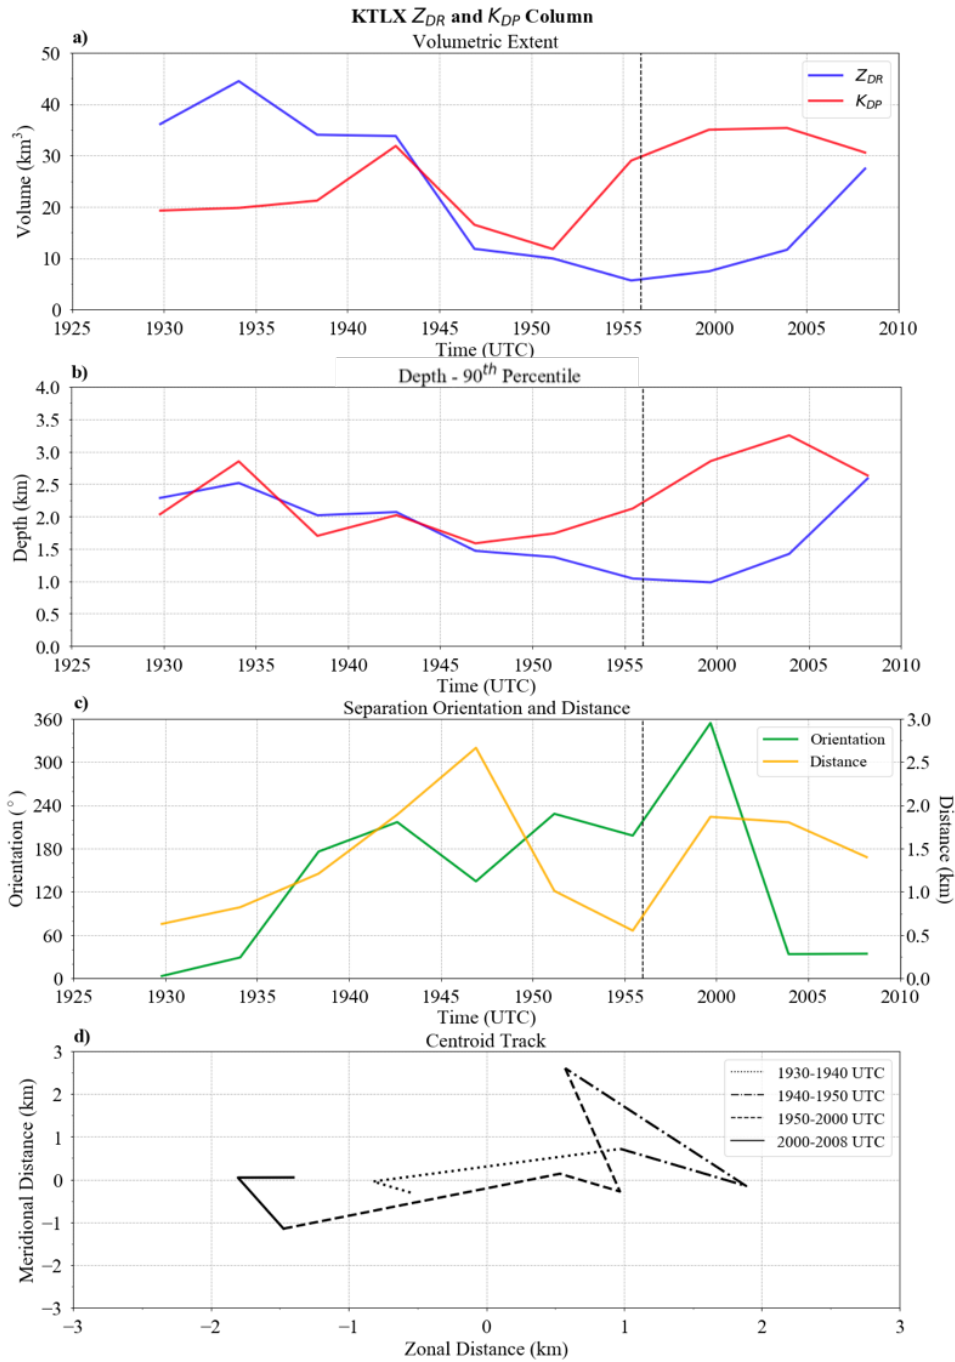 KTLX Z_DR and K_DP Column
a)
Volumetric Extent
50
40
30
20
10
0
Volume (km³)
Z_DR
K_DP
1925 1930 1935 1940 1945 1950 1955 2000 2005 2010
Time (UTC)
b)
Depth - 90th Percentile
4.0
3.5
3.0
2.5
2.0
1.5
1.0
0.5
0.0
Depth (km)
1925 1930 1935 1940 1945 1950 1955 2000 2005 2010
Time (UTC)
c)
Separation Orientation and Distance
360
300
240
180
120
60
0
Orientation (°)
Orientation
Distance
3.0
2.5
2.0
1.5
1.0
0.5
0.0
Distance (km)
1925 1930 1935 1940 1945 1950 1955 2000 2005 2010
Time (UTC)
d)
Centroid Track
3
2
1
0
−1
−2
−3
Meridional Distance (km)
1930-1940 UTC
1940-1950 UTC
1950-2000 UTC
2000-2008 UTC
−3 −2 −1 0 1 2 3
Zonal Distance (km)